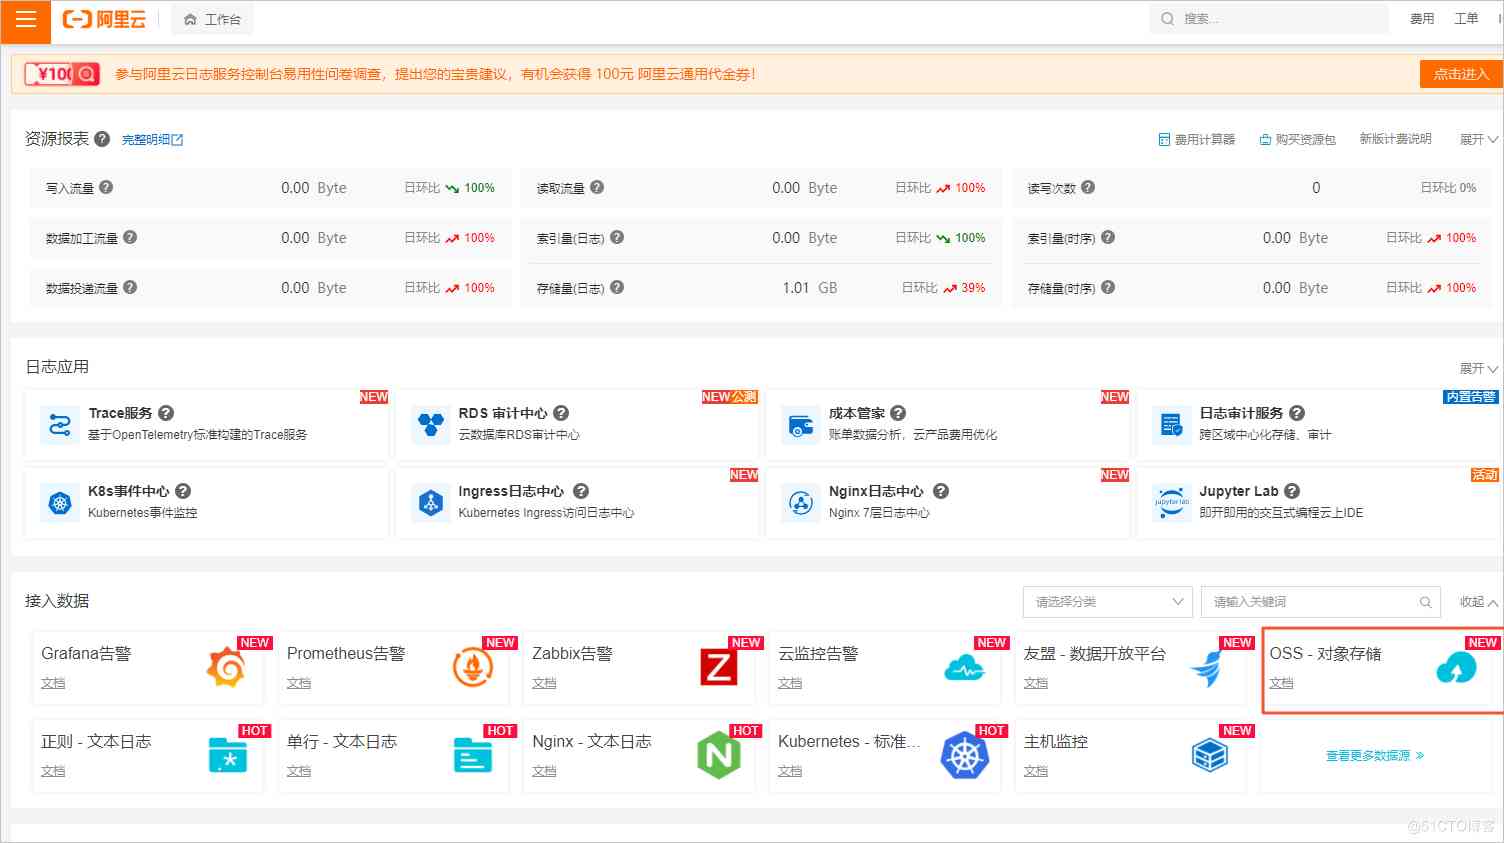 阿里云 工作台 搜索... 费用 工单
¥100 参与阿里云日志服务控制台易用性问卷调查，提出您的宝贵建议，有机会获得 100元 阿里云通用代金券！ 点击进入
资源报表 完整明细 费用计算器 购买资源包 新版计费说明 展开
写入流量 0.00 Byte 日环比 100% 读取流量 0.00 Byte 日环比 100% 读写次数 0 日环比 0%
数据加工流量 0.00 Byte 日环比 100% 索引量(日志) 0.00 Byte 日环比 100% 索引量(时序) 0.00 Byte 日环比 100%
数据投递流量 0.00 Byte 日环比 100% 存储量(日志) 1.01 GB 日环比 39% 存储量(时序) 0.00 Byte 日环比 100%
日志应用 展开
NEW NEW 公测 NEW 内置告警
Trace服务 RDS 审计中心 成本管家 日志审计服务
基于OpenTelemetry标准构建的Trace服务 云数据库RDS审计中心 账单数据分析，云产品费用优化 跨区域中心化存储、审计
NEW NEW 活动
K8s事件中心 Ingress日志中心 Nginx日志中心 Jupyter Lab
Kubernetes事件监控 Kubernetes Ingress访问日志中心 Nginx 7层日志中心 jupyter lab 即开即用的交互式编程云上IDE
接入数据 请选择分类 请输入关键词 收起
NEW NEW NEW NEW NEW NEW
Grafana告警 Prometheus告警 Zabbix告警 Z 云监控告警 友盟 - 数据开放平台 OSS - 对象存储
文档 文档 文档 文档 文档 文档
HOT HOT HOT HOT NEW
正则 - 文本日志 单行 - 文本日志 Nginx - 文本日志 N Kubernetes - 标准... 主机监控
查看更多数据源
文档 文档 文档 文档 文档
@51CTO博客